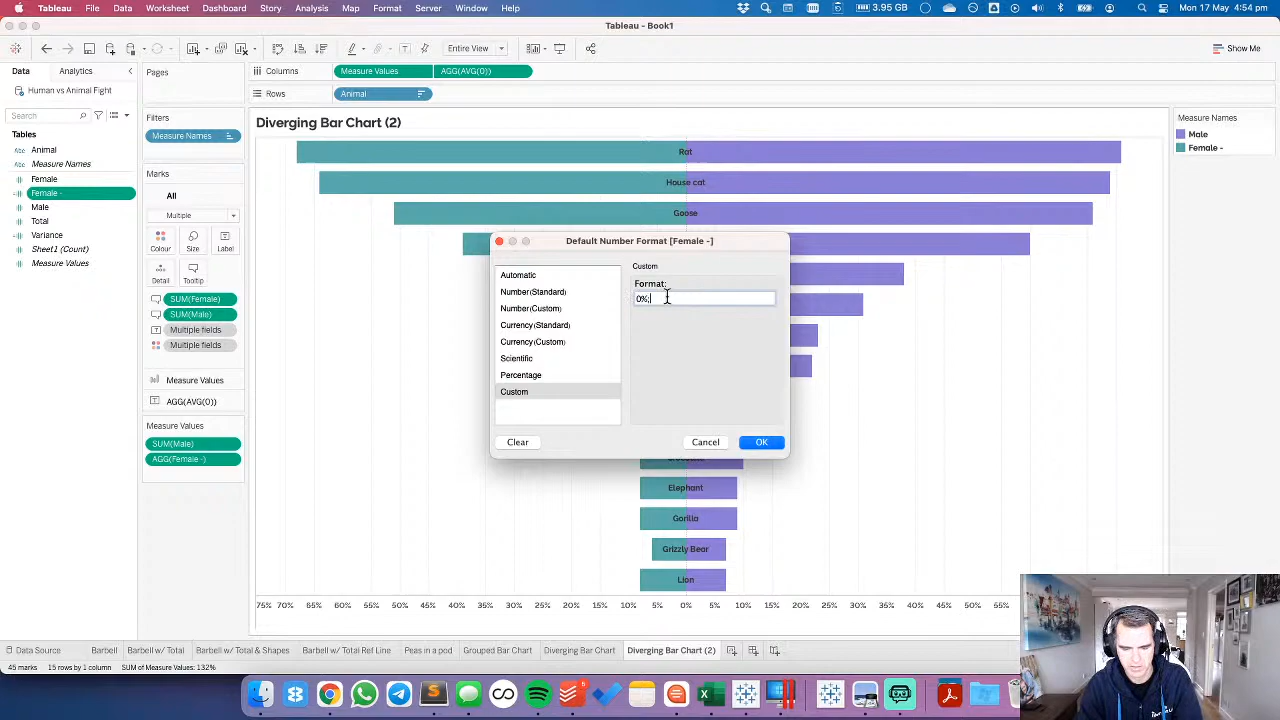 Tableau File Data Worksheet Dashboard Story Analysis Map Format Server Window Help 3.95 GB Mon 17 May 4:54 pm
Tableau - Book1
Entire View Show Me
Data Analytics
Human vs Animal Fight
Search
Tables
Animal
Measure Names
Female
Female -
Male
Total
Variance
Sheet1 (Count)
Measure Values
Pages
Filters
Measure Names
Marks
All
Multiple
Colour Size Label
Detail Tooltip
SUM(Female)
SUM(Male)
Multiple fields
Multiple fields
Measure Values
AGG(AVG(0))
Measure Values
SUM(Male)
AGG(Female -)
Columns Measure Values AGG(AVG(0))
Rows Animal
Diverging Bar Chart (2)
Rat
House cat
Goose
Elephant
Gorilla
Grizzly Bear
Lion
75% 70% 65% 60% 55% 50% 45% 40% 35% 30% 25% 20% 15% 10% 5% 0% 5% 10% 15% 20% 25% 30% 35% 40% 45% 50% 55%
Default Number Format [Female -]
Automatic
Number(Standard)
Number(Custom)
Currency(Standard)
Currency(Custom)
Scientific
Percentage
Custom
Custom
Format:
0%;
Clear Cancel OK
Measure Names
Male
Female -
Data Source Barbell Barbell w/ Total Barbell w/ Total & Shapes Barbell w/ Total Ref Line Peas in a pod Grouped Bar Chart Diverging Bar Chart Diverging Bar Chart (2)
45 marks 15 rows by 1 column SUM of Measure Values: 132%